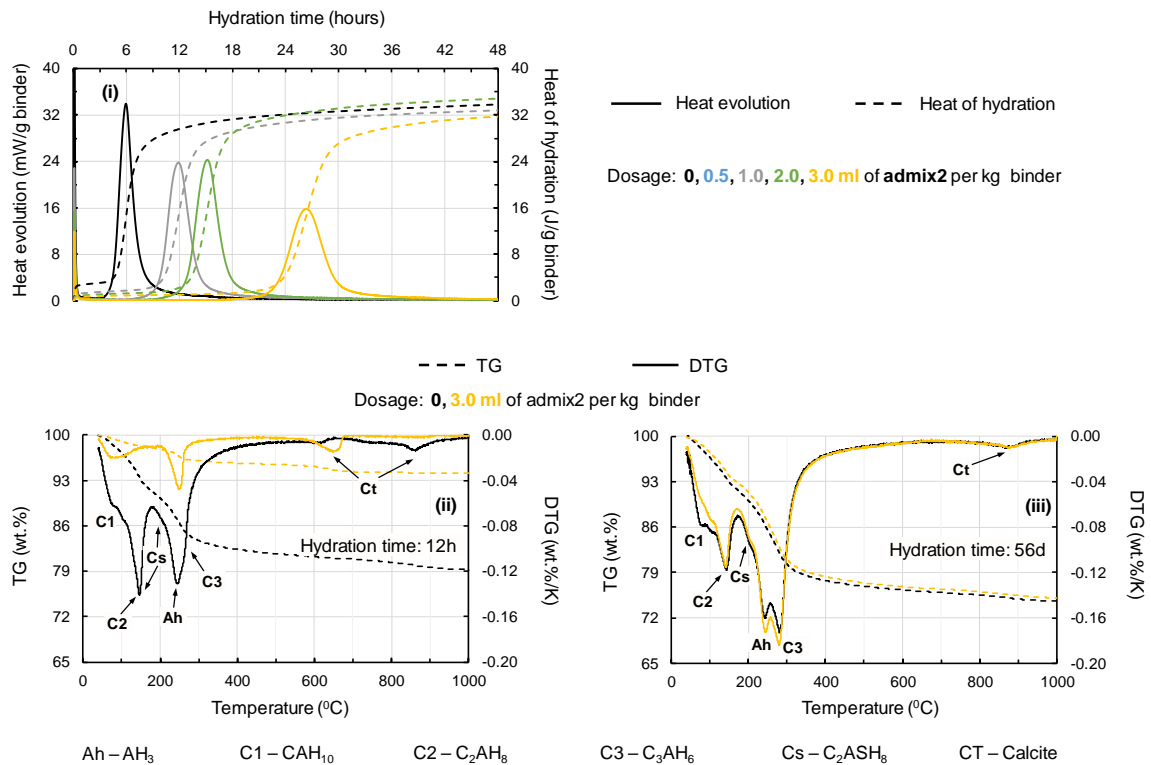 Hydration time (hours)
0 6 12 18 24 30 36 42 48
40 32 24 16 8 0
Heat evolution (mW/g binder)
(i)
40 32 24 16 8 0
Heat of hydration (J/g binder)
Heat evolution Heat of hydration
Dosage: 0, 0.5, 1.0, 2.0, 3.0 ml of admix2 per kg binder
TG DTG
Dosage: 0, 3.0 ml of admix2 per kg binder
100 93 86 79 72 65
TG (wt.%)
C1
C2
Cs
Ah
C3
Ct
(ii)
Hydration time: 12h
0.00 -0.04 -0.08 -0.12 -0.16 -0.20
DTG (wt.%/K)
0 200 400 600 800 1000
Temperature (⁰C)
100 93 86 79 72 65
TG (wt.%)
C1
C2
Cs
Ah
C3
Ct
(iii)
Hydration time: 56d
0.00 -0.04 -0.08 -0.12 -0.16 -0.20
DTG (wt.%/K)
0 200 400 600 800 1000
Temperature (⁰C)
Ah – AH₃ C1 – CAH₁₀ C2 – C₂AH₈ C3 – C₃AH₆ Cs – C₂ASH₈ CT – Calcite